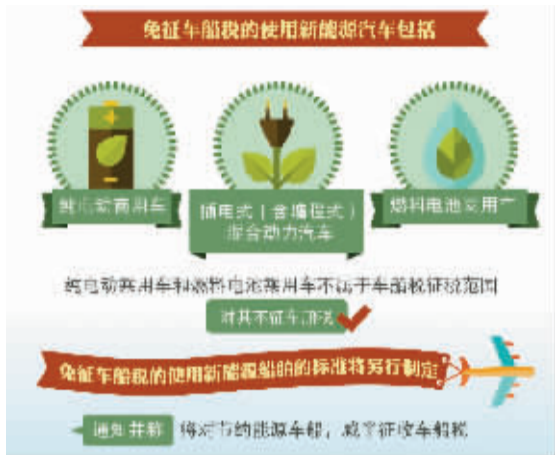 免征车船税的使用新能源汽车包括
纯电动商用车
插电式（含增程式）
混合动力汽车
燃料电池商用车
纯电动乘用车和燃料电池乘用车不属于车船税征税范围
对其不征车船税
免征车船税的使用新能源船舶的标准将另行制定
通知并称
将对节约能源车船，减半征收车船税